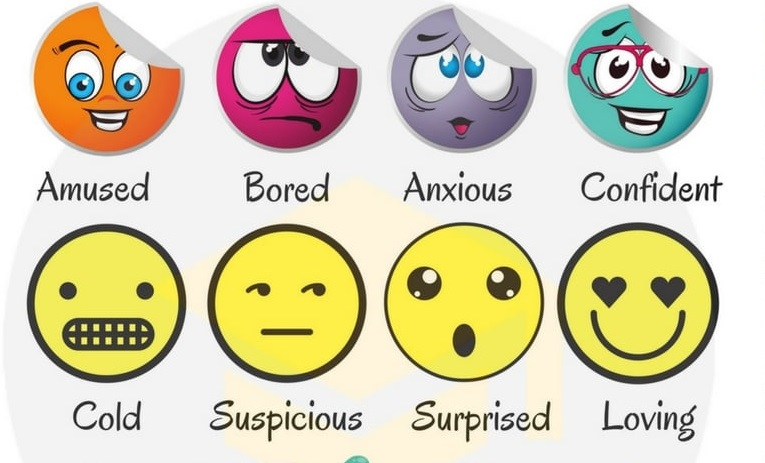 Amused Bored Anxious Confident
Cold Suspicious Surprised Loving